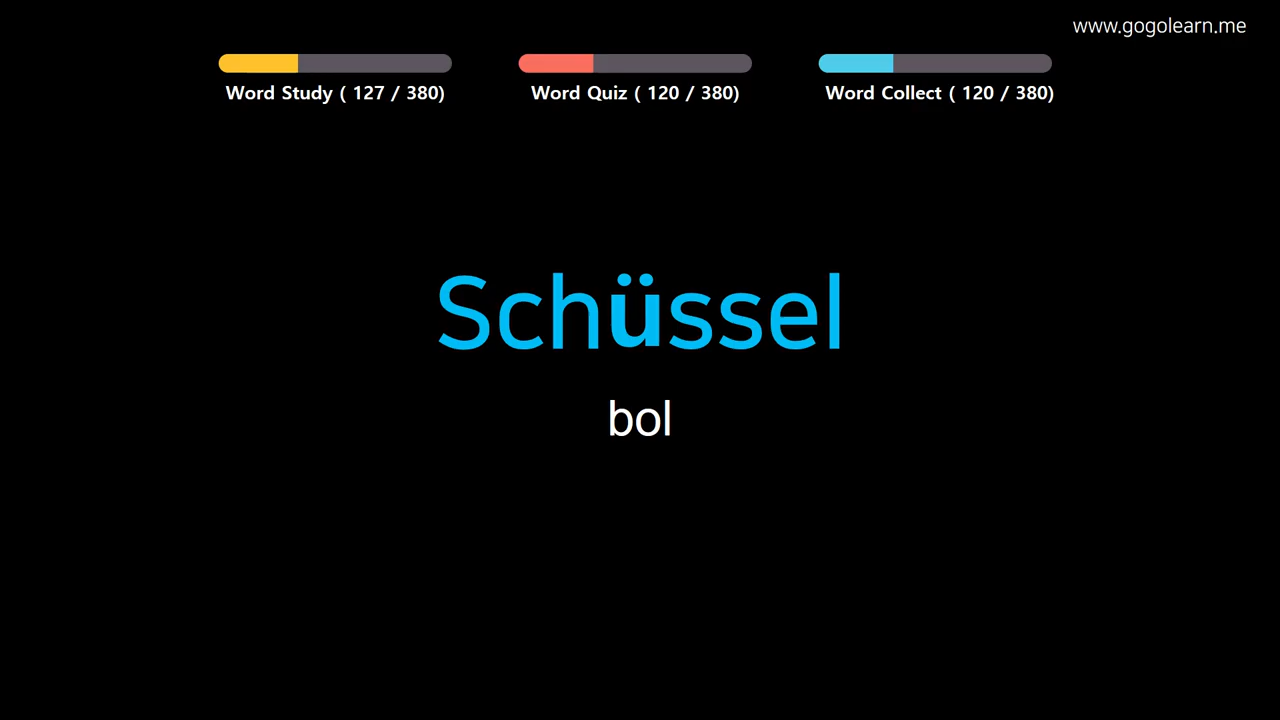 www.gogolearn.me
Word Study ( 127 / 380)
Word Quiz ( 120 / 380)
Word Collect ( 120 / 380)
Schüssel
bol